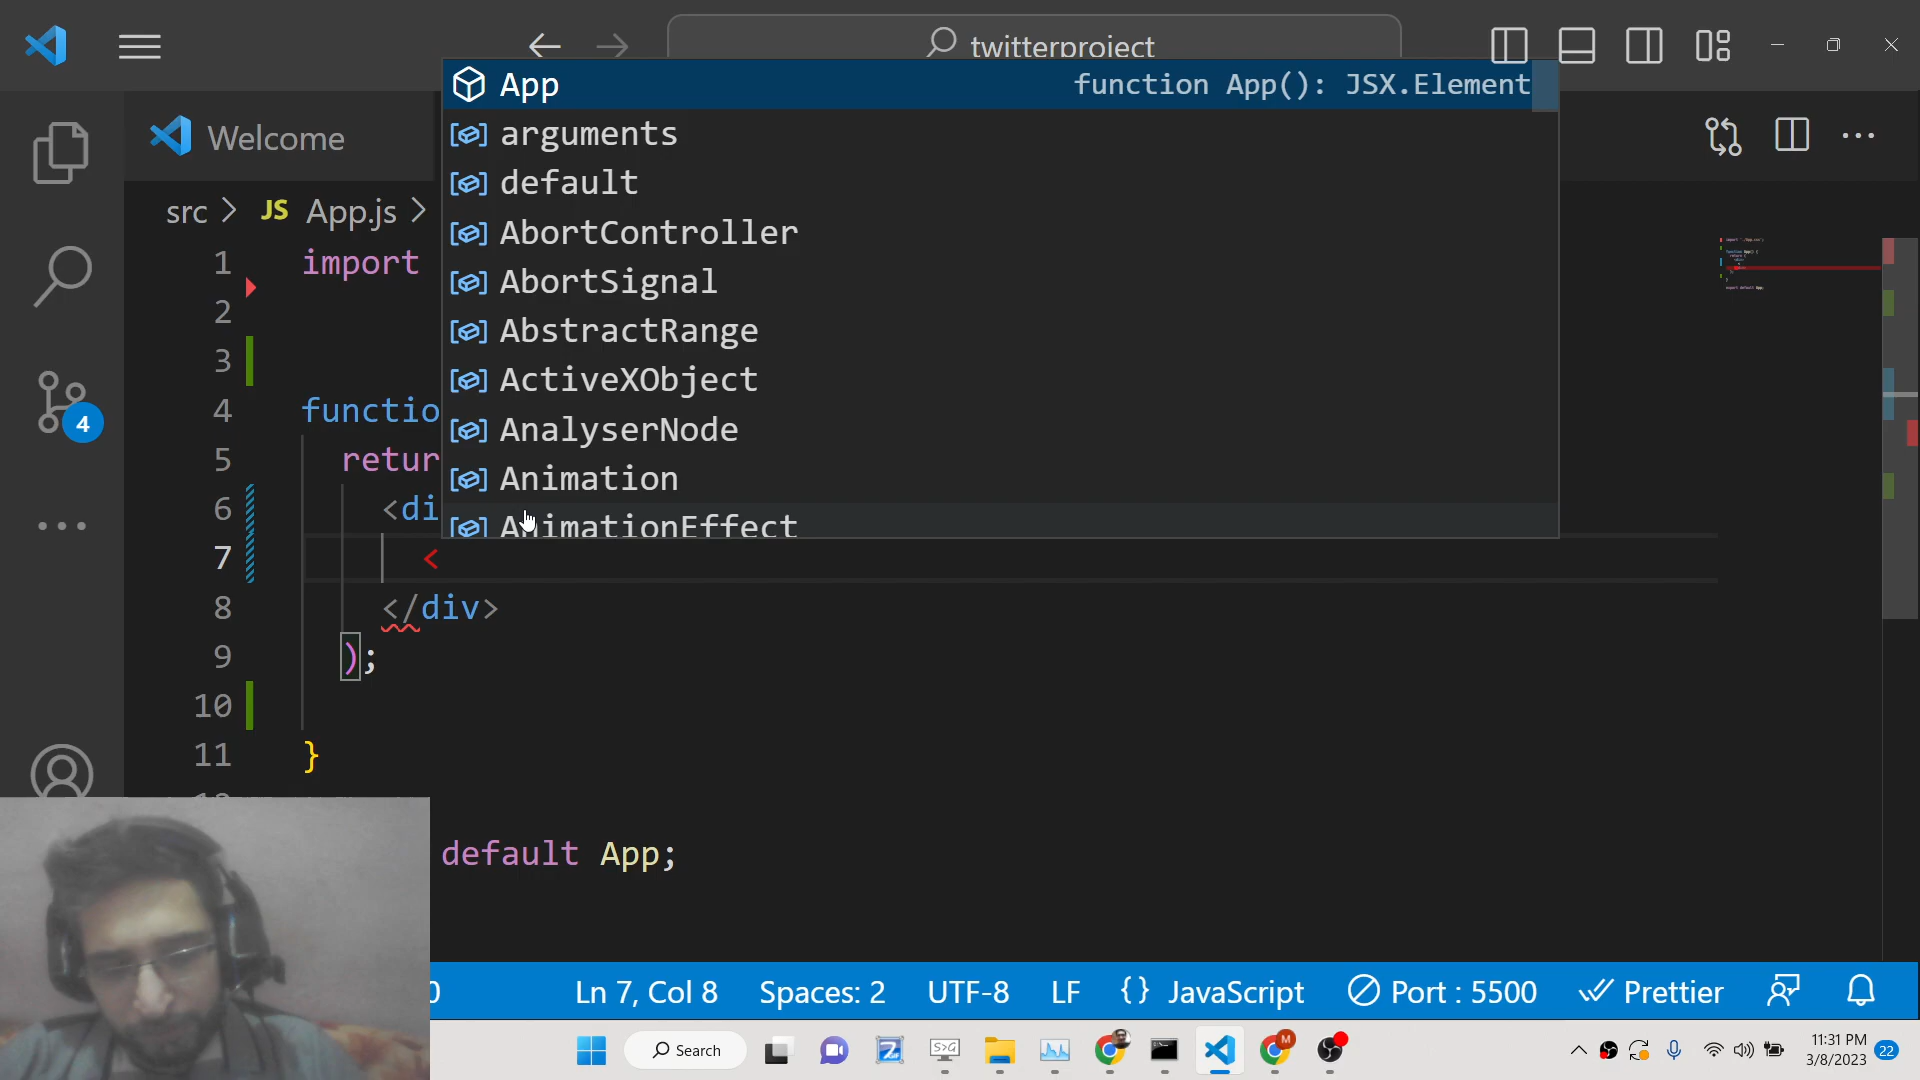 twitterproject
App function App(): JSX.Element
Welcome
arguments
default
src > JS App.js >
AbortController
1 import
AbortSignal
2
AbstractRange
3
ActiveXObject
4 functio
4
AnalyserNode
5 retur
Animation
6 <di
AnimationEffect
7 <
8 </div>
9 );
10
11 }
default App;
0 Ln 7, Col 8 Spaces: 2 UTF-8 LF {} JavaScript Port : 5500 Prettier
Search
M
11:31 PM
3/8/2023
22